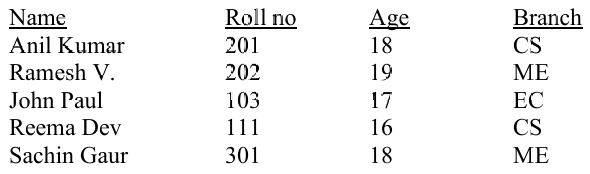 Name Roll no Age Branch
Anil Kumar 201 18 CS
Ramesh V. 202 19 ME
John Paul 103 17 EC
Reema Dev 111 16 CS
Sachin Gaur 301 18 ME